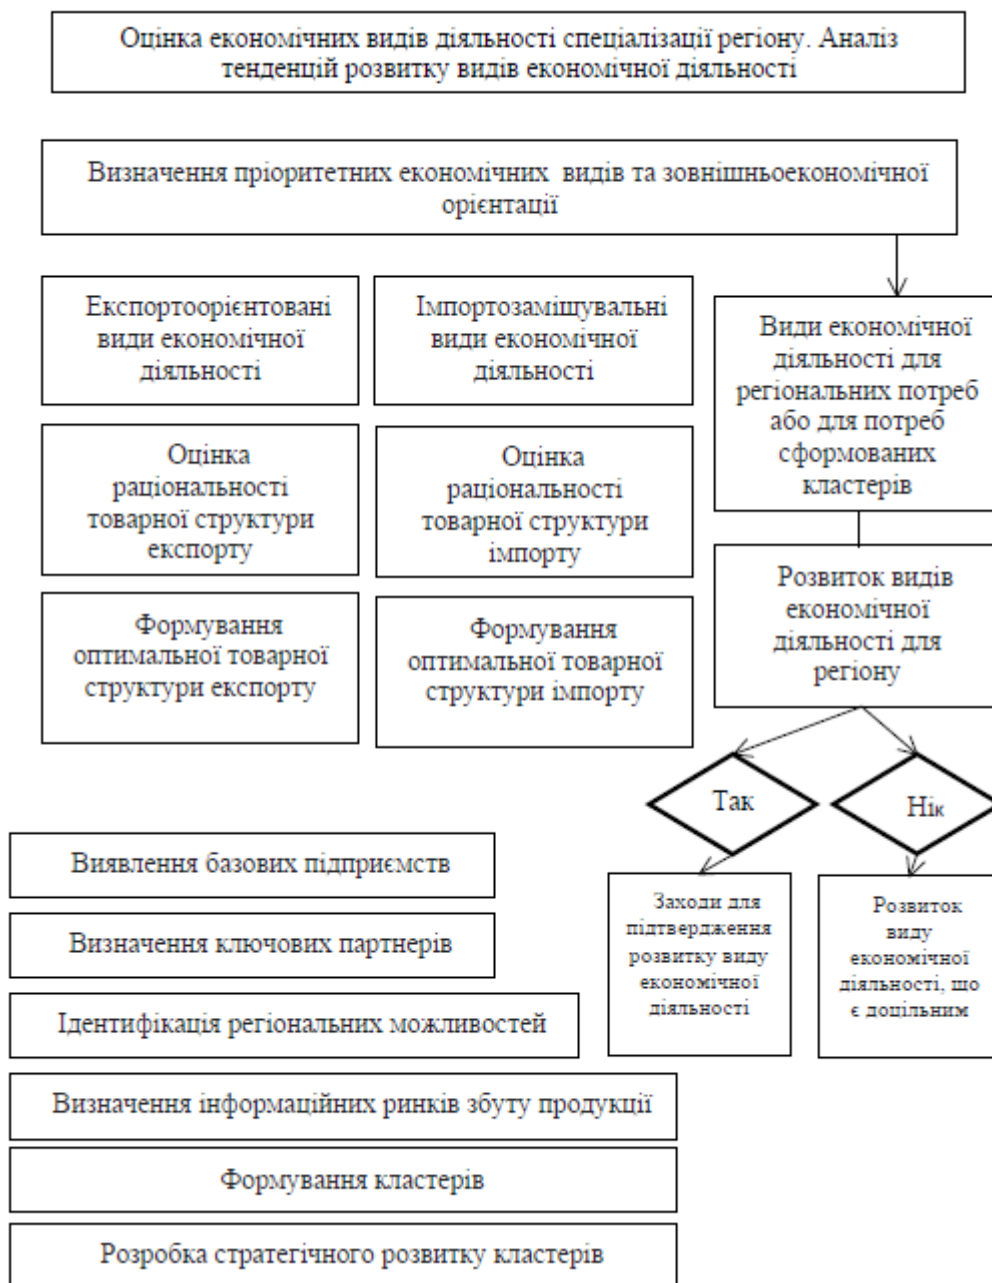 Оцінка економічних видів діяльності спеціалізації регіону. Аналіз
тенденцій розвитку видів економічної діяльності
Визначення пріоритетних економічних видів та зовнішньоекономічної
орієнтації
Експортоорієнтовані
види економічної
діяльності
Імпортозаміщувальні
види економічної
діяльності
Види економічної
діяльності для
регіональних потреб
або для потреб
сформованих
кластерів
Оцінка
раціональності
товарної структури
експорту
Оцінка
раціональності
товарної структури
імпорту
Розвиток видів
економічної
діяльності для
регіону
Формування
оптимальної товарної
структури експорту
Формування
оптимальної товарної
структури імпорту
Так
Нік
Виявлення базових підприємств
Визначення ключових партнерів
Ідентифікація регіональних можливостей
Заходи для
підтвердження
розвитку виду
економічної
діяльності
Розвиток
виду
економічної
діяльності, що
є доцільним
Визначення інформаційних ринків збуту продукції
Формування кластерів
Розробка стратегічного розвитку кластерів